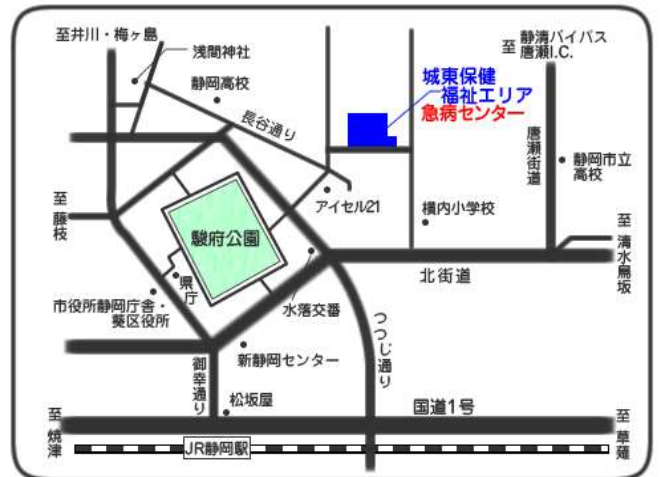 至井川・梅ヶ島
浅間神社
静岡高校
長谷通り
城東保健
福祉エリア
急病センター
至
静清バイパス
唐瀬I.C.
唐瀬街道
静岡市立
高校
至
藤枝
アイセル21
横内小学校
至
清水鳥坂
駿府公園
県庁
北街道
市役所静岡庁舎・
葵区役所
水落交番
つつじ通り
新静岡センター
御幸通り
松坂屋
国道1号
至
焼津
JR静岡駅
至
草薙